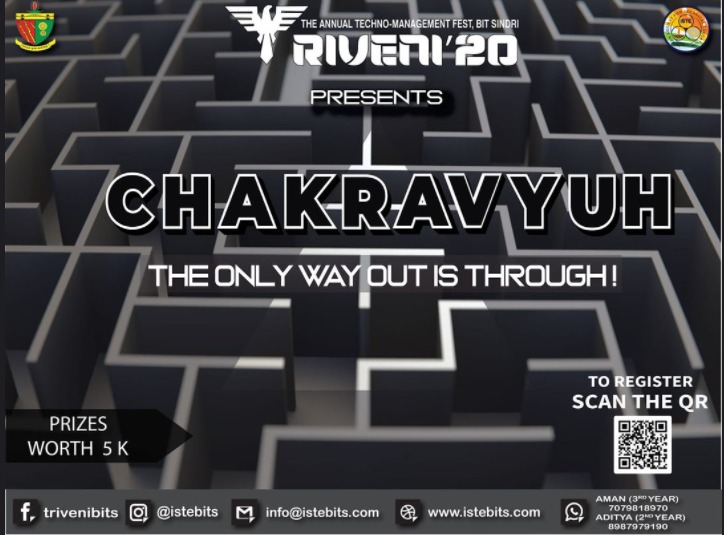 THE ANNUAL TECHNO-MANAGEMENT FEST, BIT SINDRI
TRIVENI'20
PRESENTS
CHAKRAVYUH
THE ONLY WAY OUT IS THROUGH!
TO REGISTER
SCAN THE QR
PRIZES
WORTH 5 K
trivenibits
@istebits
info@istebits.com
www.istebits.com
AMAN (3RD YEAR)
7079818970
ADITYA (2ND YEAR)
8987979190